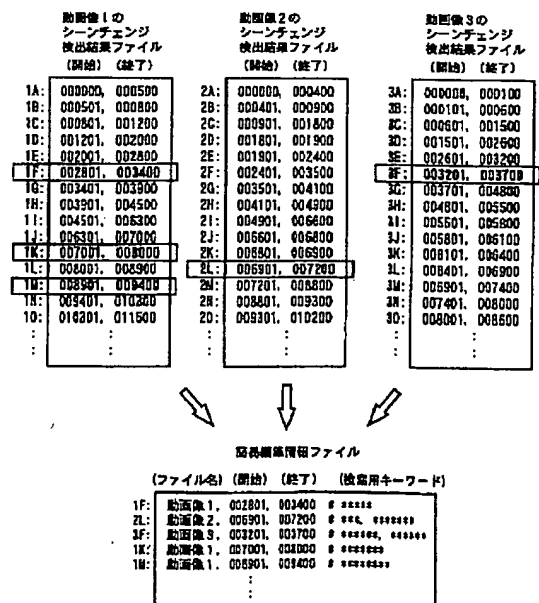 動画像1の
シーンチェンジ
検出結果ファイル
(開始) (終了)
1A: 000000, 000500
1B: 000501, 000800
1C: 000801, 001200
1D: 001201, 002000
1E: 002001, 002800
1F: 002801, 003400
1G: 003401, 003900
1H: 003901, 004500
1I: 004501, 006300
1J: 006301, 007000
1K: 007001, 008000
1L: 008001, 008900
1M: 008901, 009400
1N: 009401, 010300
1O: 010301, 011500
動画像2の
シーンチェンジ
検出結果ファイル
(開始) (終了)
2A: 000000, 000400
2B: 000401, 000900
2C: 000901, 001800
2D: 001801, 001900
2E: 001901, 002400
2F: 002401, 003500
2G: 003501, 004100
2H: 004101, 004900
2I: 004901, 006600
2J: 006601, 006800
2K: 006801, 006900
2L: 006901, 007200
2M: 007201, 008800
2N: 008801, 009300
2O: 009301, 010200
動画像3の
シーンチェンジ
検出結果ファイル
(開始) (終了)
3A: 000000, 000100
3B: 000101, 000600
3C: 000601, 001500
3D: 001501, 002600
3E: 002601, 003200
3F: 003201, 003700
3G: 003701, 004800
3H: 004801, 005500
3I: 005501, 005800
3J: 005801, 006100
3K: 006101, 006400
3L: 006401, 006900
3M: 006901, 007400
3N: 007401, 008000
3O: 008001, 008600
簡易編集情報ファイル
(ファイル名) (開始) (終了) (検索用キーワード)
1F: 動画像1, 002801, 003400 # *****
2L: 動画像2, 006901, 007200 # ***, *******
3F: 動画像3, 003201, 003700 # ******, ******
1K: 動画像1, 007001, 008000 # *******
1M: 動画像1, 008901, 009400 # ********